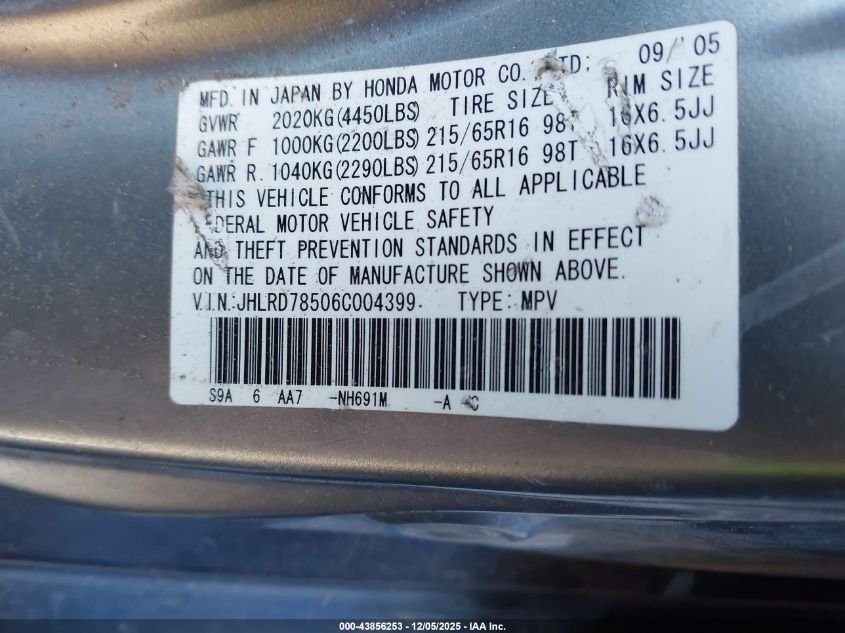 MFD. IN JAPAN BY HONDA MOTOR CO. 09/'05
GVWR 2020KG(4450LBS) TIRE SIZE RIM SIZE
GAWR F 1000KG(2200LBS) 215/65R16 98T 16X6.5JJ
GAWR R. 1040KG(2290LBS) 215/65R16 98T 16X6.5JJ
THIS VEHICLE CONFORMS TO ALL APPLICABLE
FEDERAL MOTOR VEHICLE SAFETY
AND THEFT PREVENTION STANDARDS IN EFFECT
ON THE DATE OF MANUFACTURE SHOWN ABOVE.
V.I.N.:JHLRD78506C004399 TYPE: MPV
S9A 6 AA7 -NH691M -A C
000-43856253 - 12/05/2025 - IAA Inc.